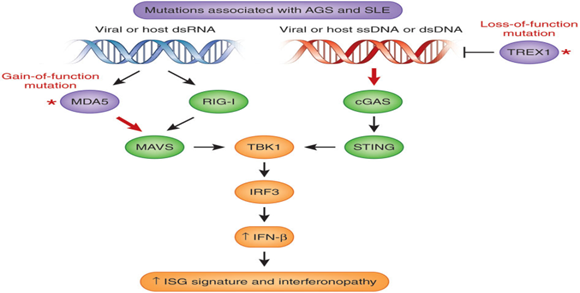 Mutations associated with AGS and SLE
Viral or host dsRNA
Viral or host ssDNA or dsDNA
Loss-of-function
mutation
TREX1 *
Gain-of-function
mutation
* MDA5
RIG-I
cGAS
MAVS
TBK1
STING
IRF3
↑ IFN-β
↑ ISG signature and interferonopathy